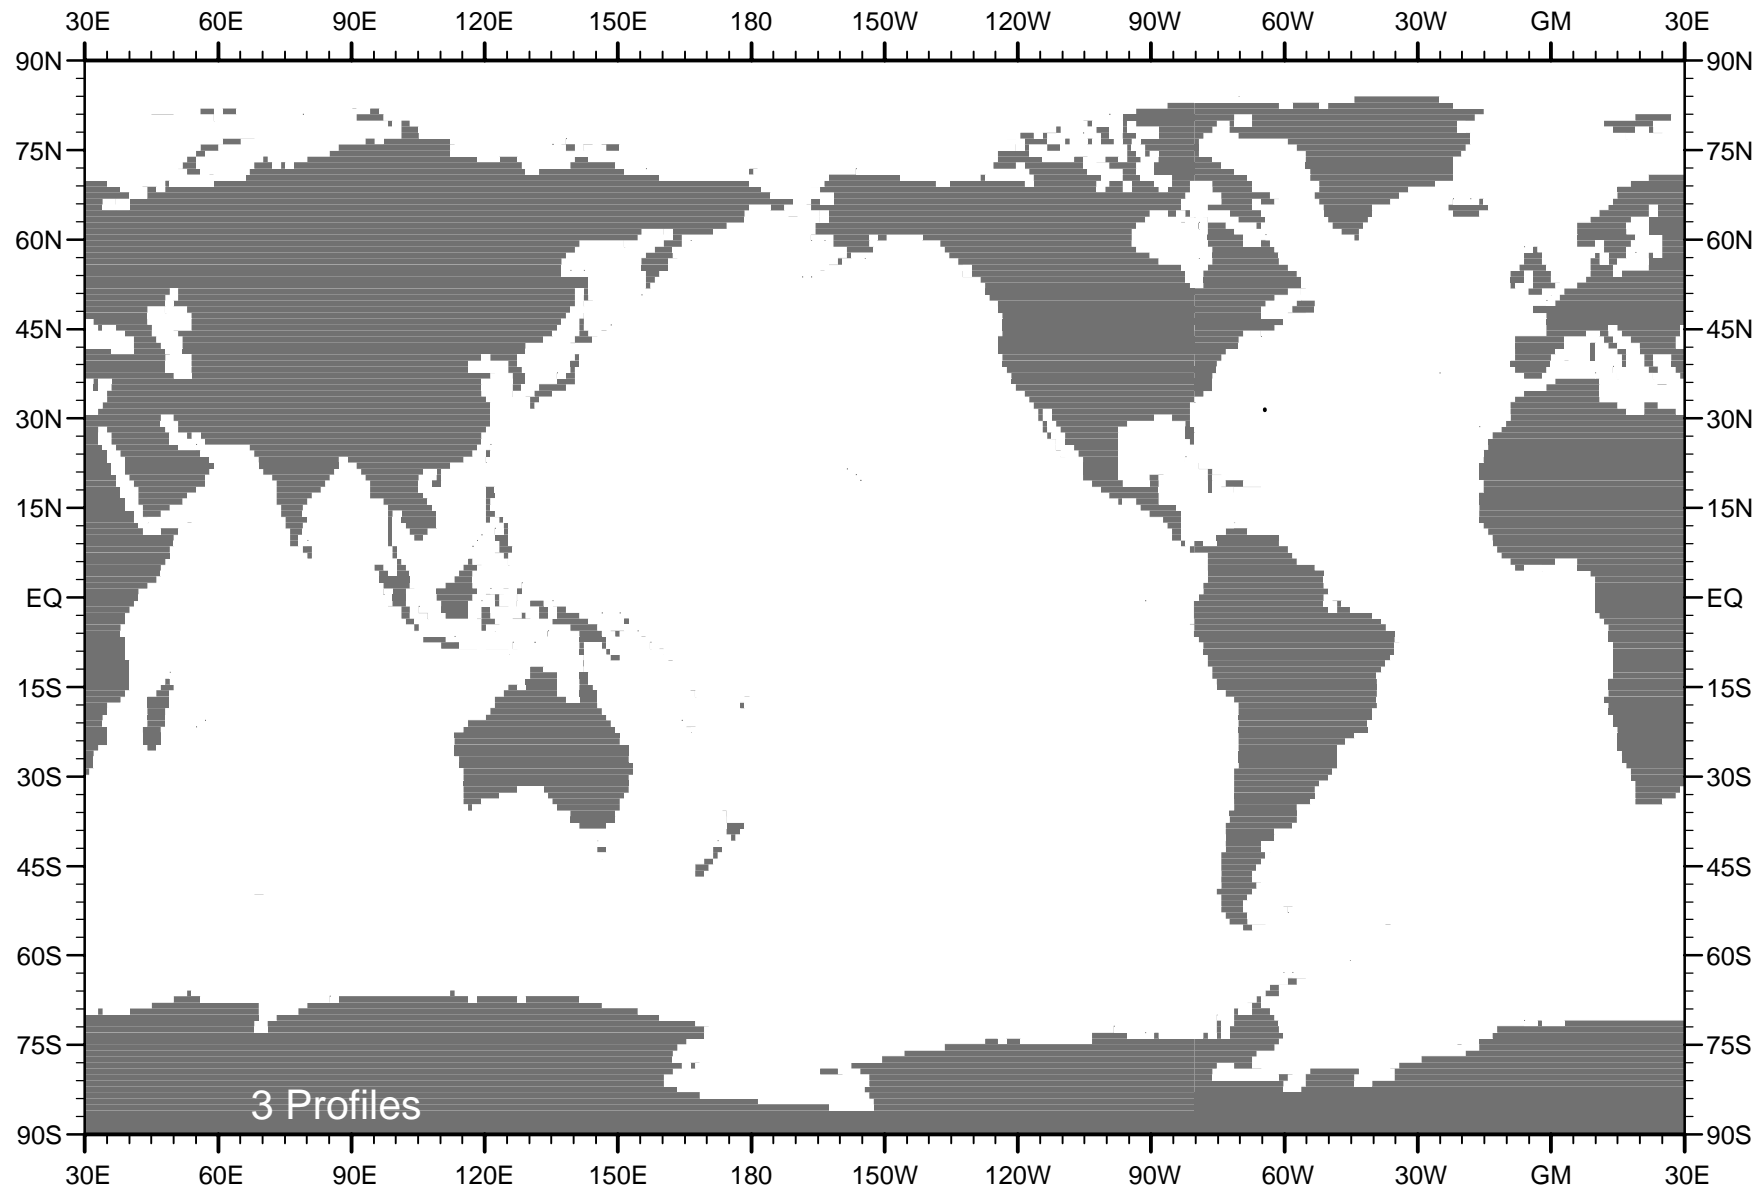 30E 60E 90E 120E 150E 180 150W 120W 90W 60W 30W GM 30E
90N 90N
75N 75N
60N 60N
45N 45N
30N 30N
15N 15N
EQ EQ
15S 15S
30S 30S
45S 45S
60S 60S
75S 75S
3 Profiles
90S 90S
30E 60E 90E 120E 150E 180 150W 120W 90W 60W 30W GM 30E